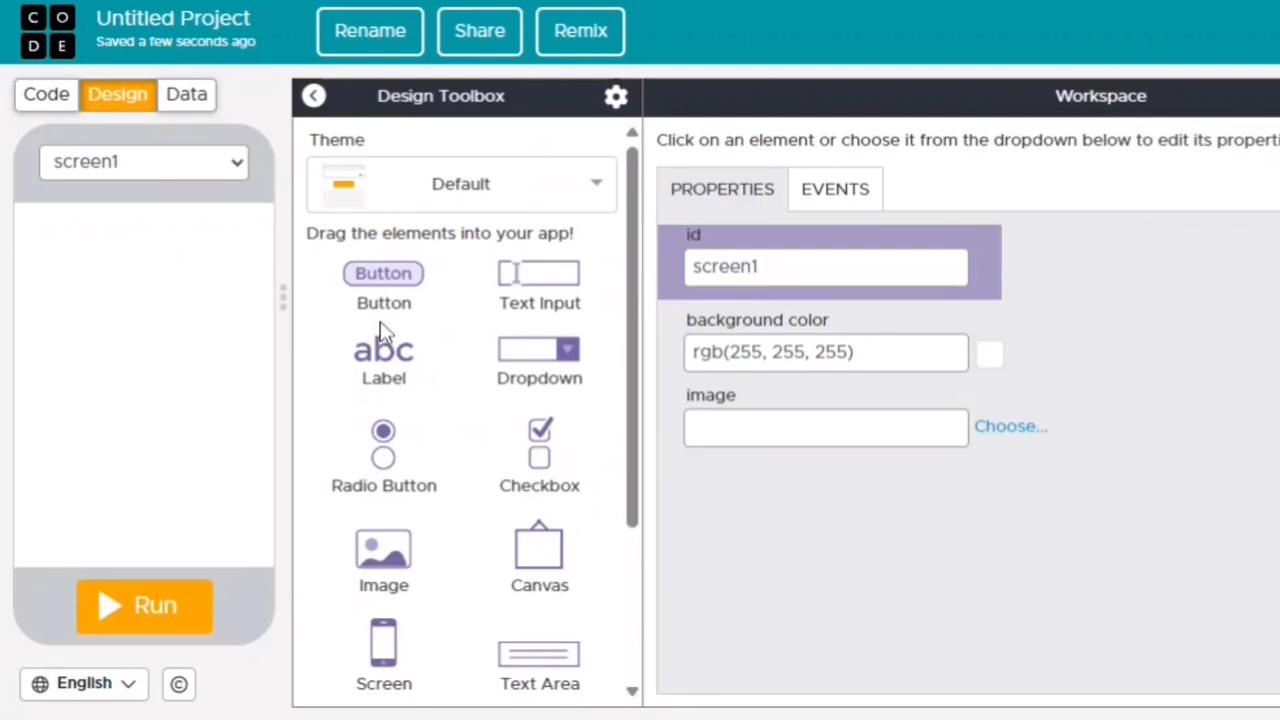 C O
D E
Untitled Project
Saved a few seconds ago
Rename
Share
Remix
Code
Design
Data
Design Toolbox
Workspace
screen1
Theme
Default
Drag the elements into your app!
Button
Button
Text Input
abc
Label
Dropdown
Radio Button
Checkbox
Image
Canvas
Screen
Text Area
Click on an element or choose it from the dropdown below to edit its properti
PROPERTIES
EVENTS
id
screen1
background color
rgb(255, 255, 255)
image
Choose...
Run
English
©